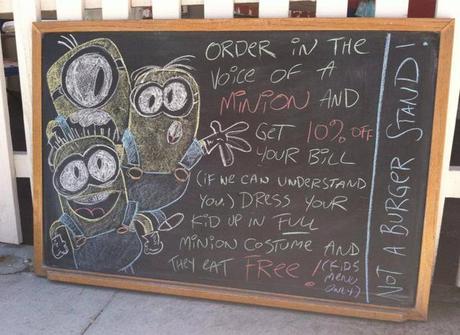 ORDER IN THE
VOICE OF A
MINION AND
GET 10% OFF
YOUR BILL
(IF WE CAN UNDERSTAND
YOU.) DRESS YOUR
KID UP IN FULL
MINION COSTUME AND
THEY EAT FREE! (KIDS
MENU
ONLY)
NOT A BURGER STAND!